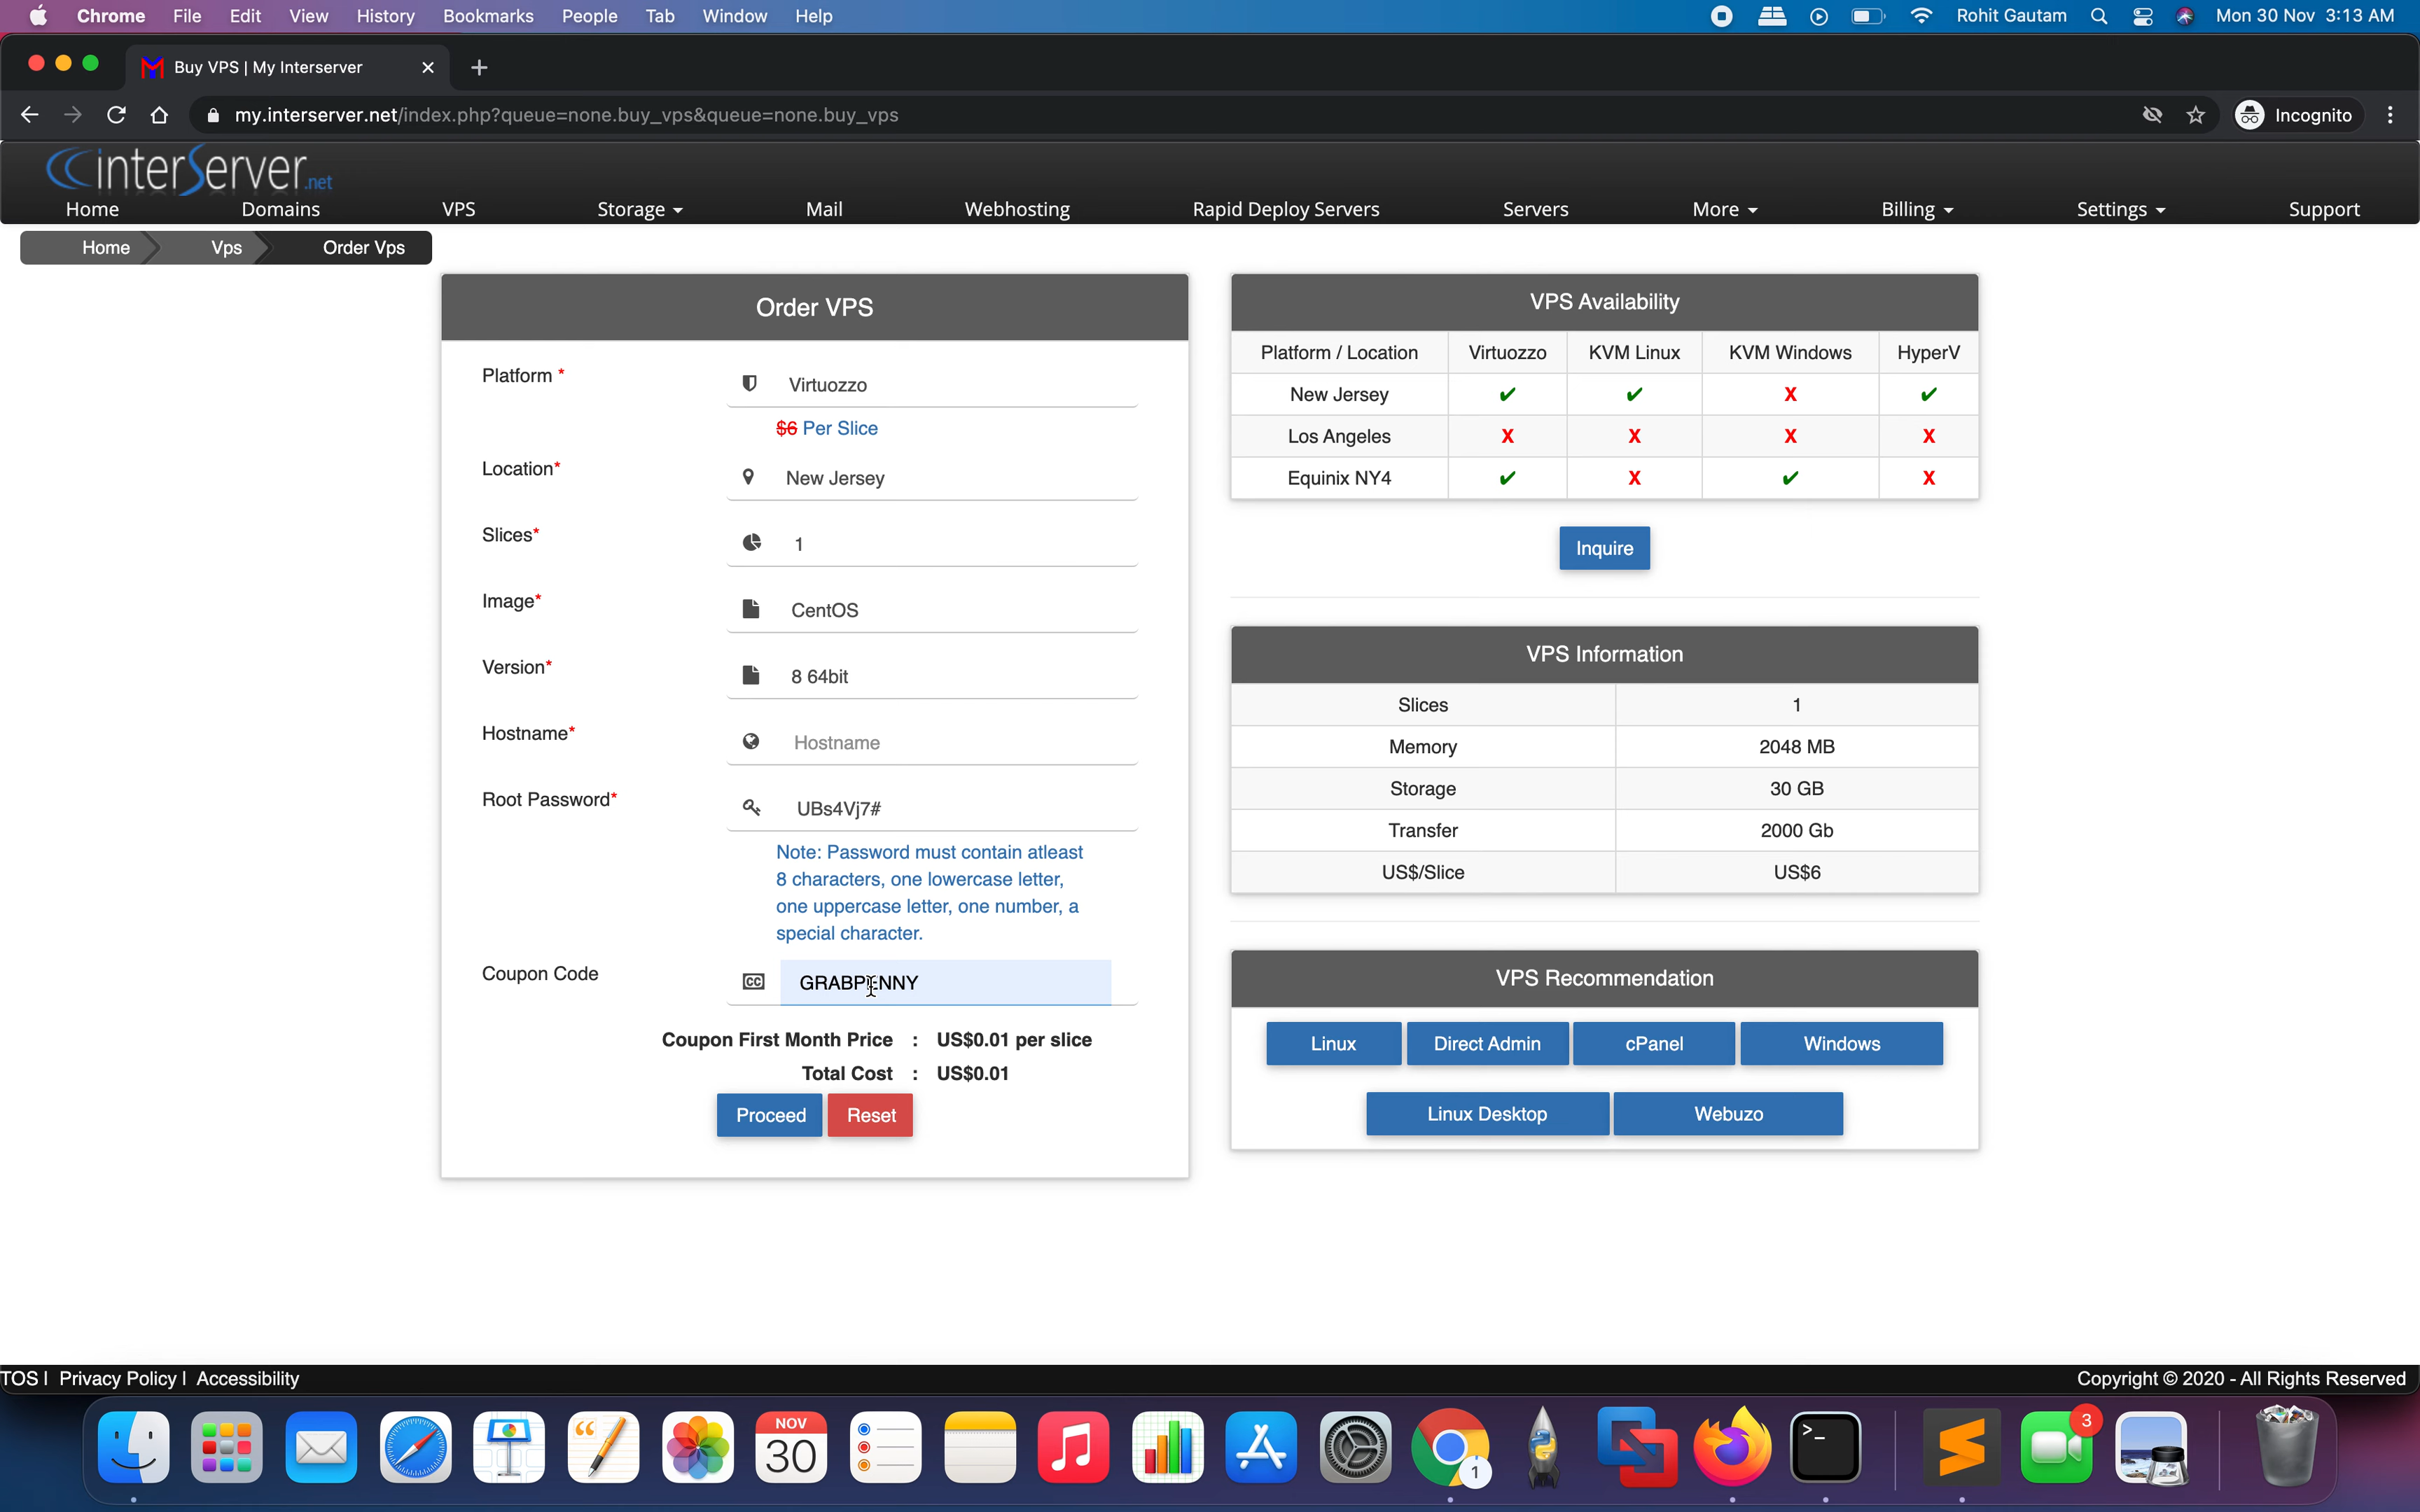 Chrome File Edit View History Bookmarks People Tab Window Help Rohit Gautam Mon 30 Nov 3:13 AM
Buy VPS | My Interserver
my.interserver.net/index.php?queue=none.buy_vps&queue=none.buy_vps Incognito
interServer.net
Home Domains VPS Storage Mail Webhosting Rapid Deploy Servers Servers More Billing Settings Support
Home Vps Order Vps
Order VPS
Platform * Virtuozzo
$6 Per Slice
Location* New Jersey
Slices* 1
Image* CentOS
Version* 8 64bit
Hostname* Hostname
Root Password* UBs4Vj7#
Note: Password must contain atleast
8 characters, one lowercase letter,
one uppercase letter, one number, a
special character.
Coupon Code CC GRABPENNY
Coupon First Month Price : US$0.01 per slice
Total Cost : US$0.01
Proceed Reset
VPS Availability
Platform / Location Virtuozzo KVM Linux KVM Windows HyperV
New Jersey ✔ ✔ X ✔
Los Angeles X X X X
Equinix NY4 ✔ X ✔ X
Inquire
VPS Information
Slices 1
Memory 2048 MB
Storage 30 GB
Transfer 2000 Gb
US$/Slice US$6
VPS Recommendation
Linux Direct Admin cPanel Windows
Linux Desktop Webuzo
TOS | Privacy Policy | Accessibility Copyright © 2020 - All Rights Reserved
NOV
30
1
>_
3